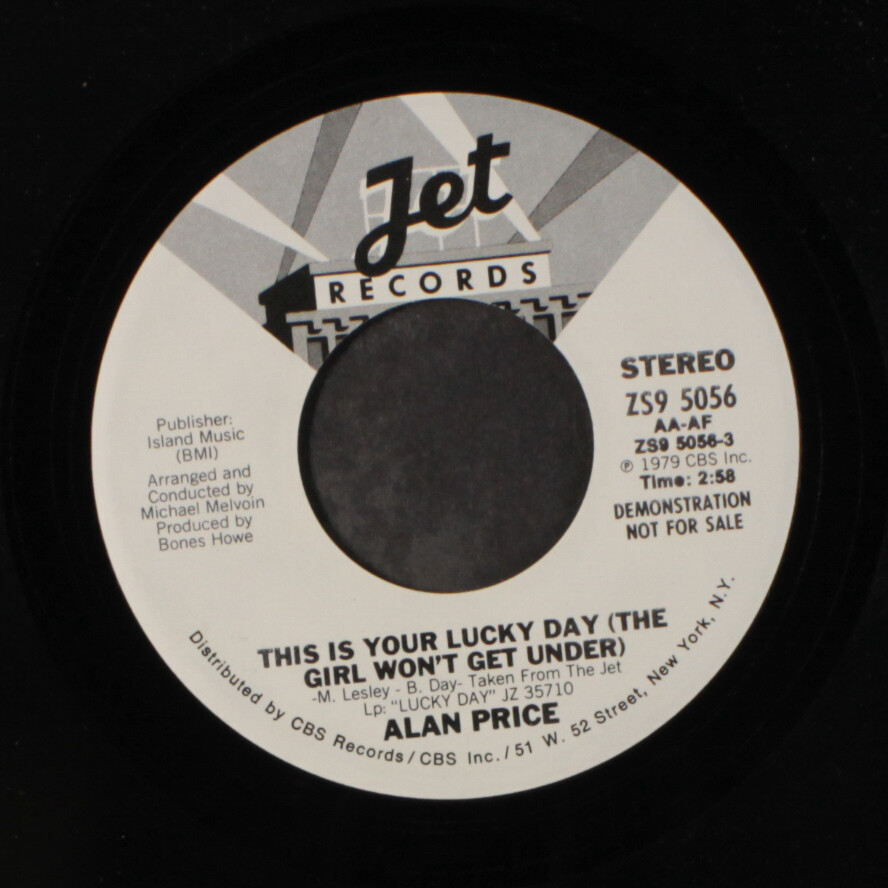 Jet
RECORDS
STEREO
ZS9 5056
AA-AF
ZS9 5056-3
℗ 1979 CBS Inc.
Time: 2:58
DEMONSTRATION
NOT FOR SALE
Publisher:
Island Music
(BMI)
Arranged and
Conducted by
Michael Melvoin
Produced by
Bones Howe
THIS IS YOUR LUCKY DAY (THE
GIRL WON'T GET UNDER)
-M. Lesley - B. Day- Taken From The Jet
Lp: "LUCKY DAY" JZ 35710
ALAN PRICE
Distributed by CBS Records/CBS Inc./51 W. 52 Street, New York, N.Y.